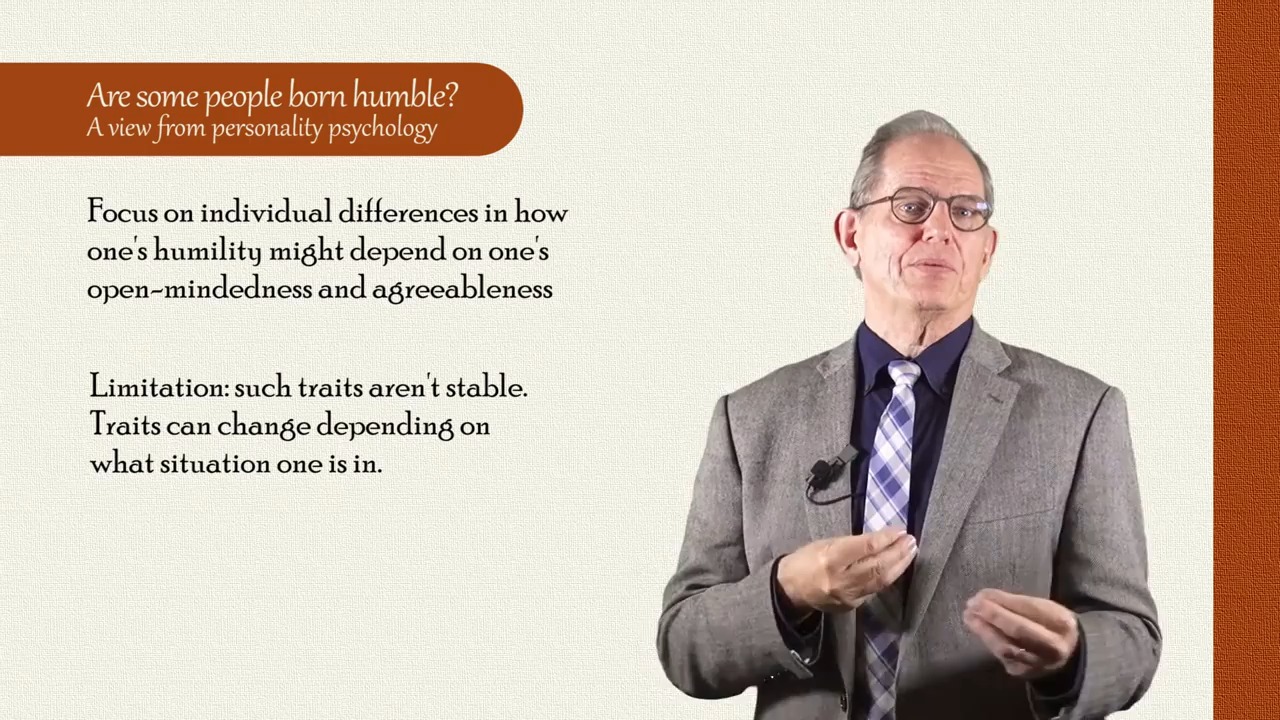 Are some people born humble?
A view from personality psychology
Focus on individual differences in how
one's humility might depend on one's
open-mindedness and agreeableness
Limitation: such traits aren't stable.
Traits can change depending on
what situation one is in.